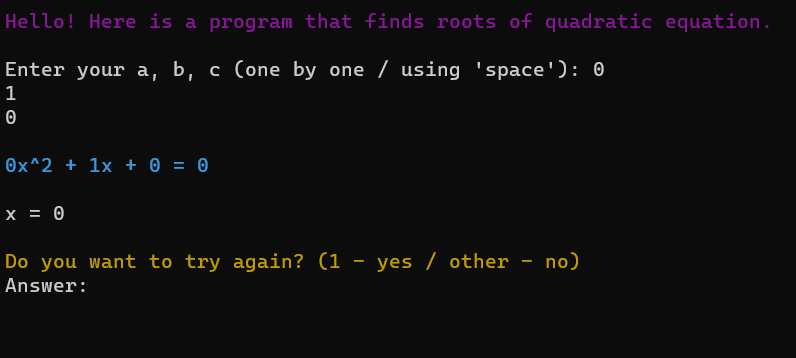 Hello! Here is a program that finds roots of quadratic equation.
Enter your a, b, c (one by one / using 'space'): 0
1
0
0x^2 + 1x + 0 = 0
x = 0
Do you want to try again? (1 - yes / other - no)
Answer: